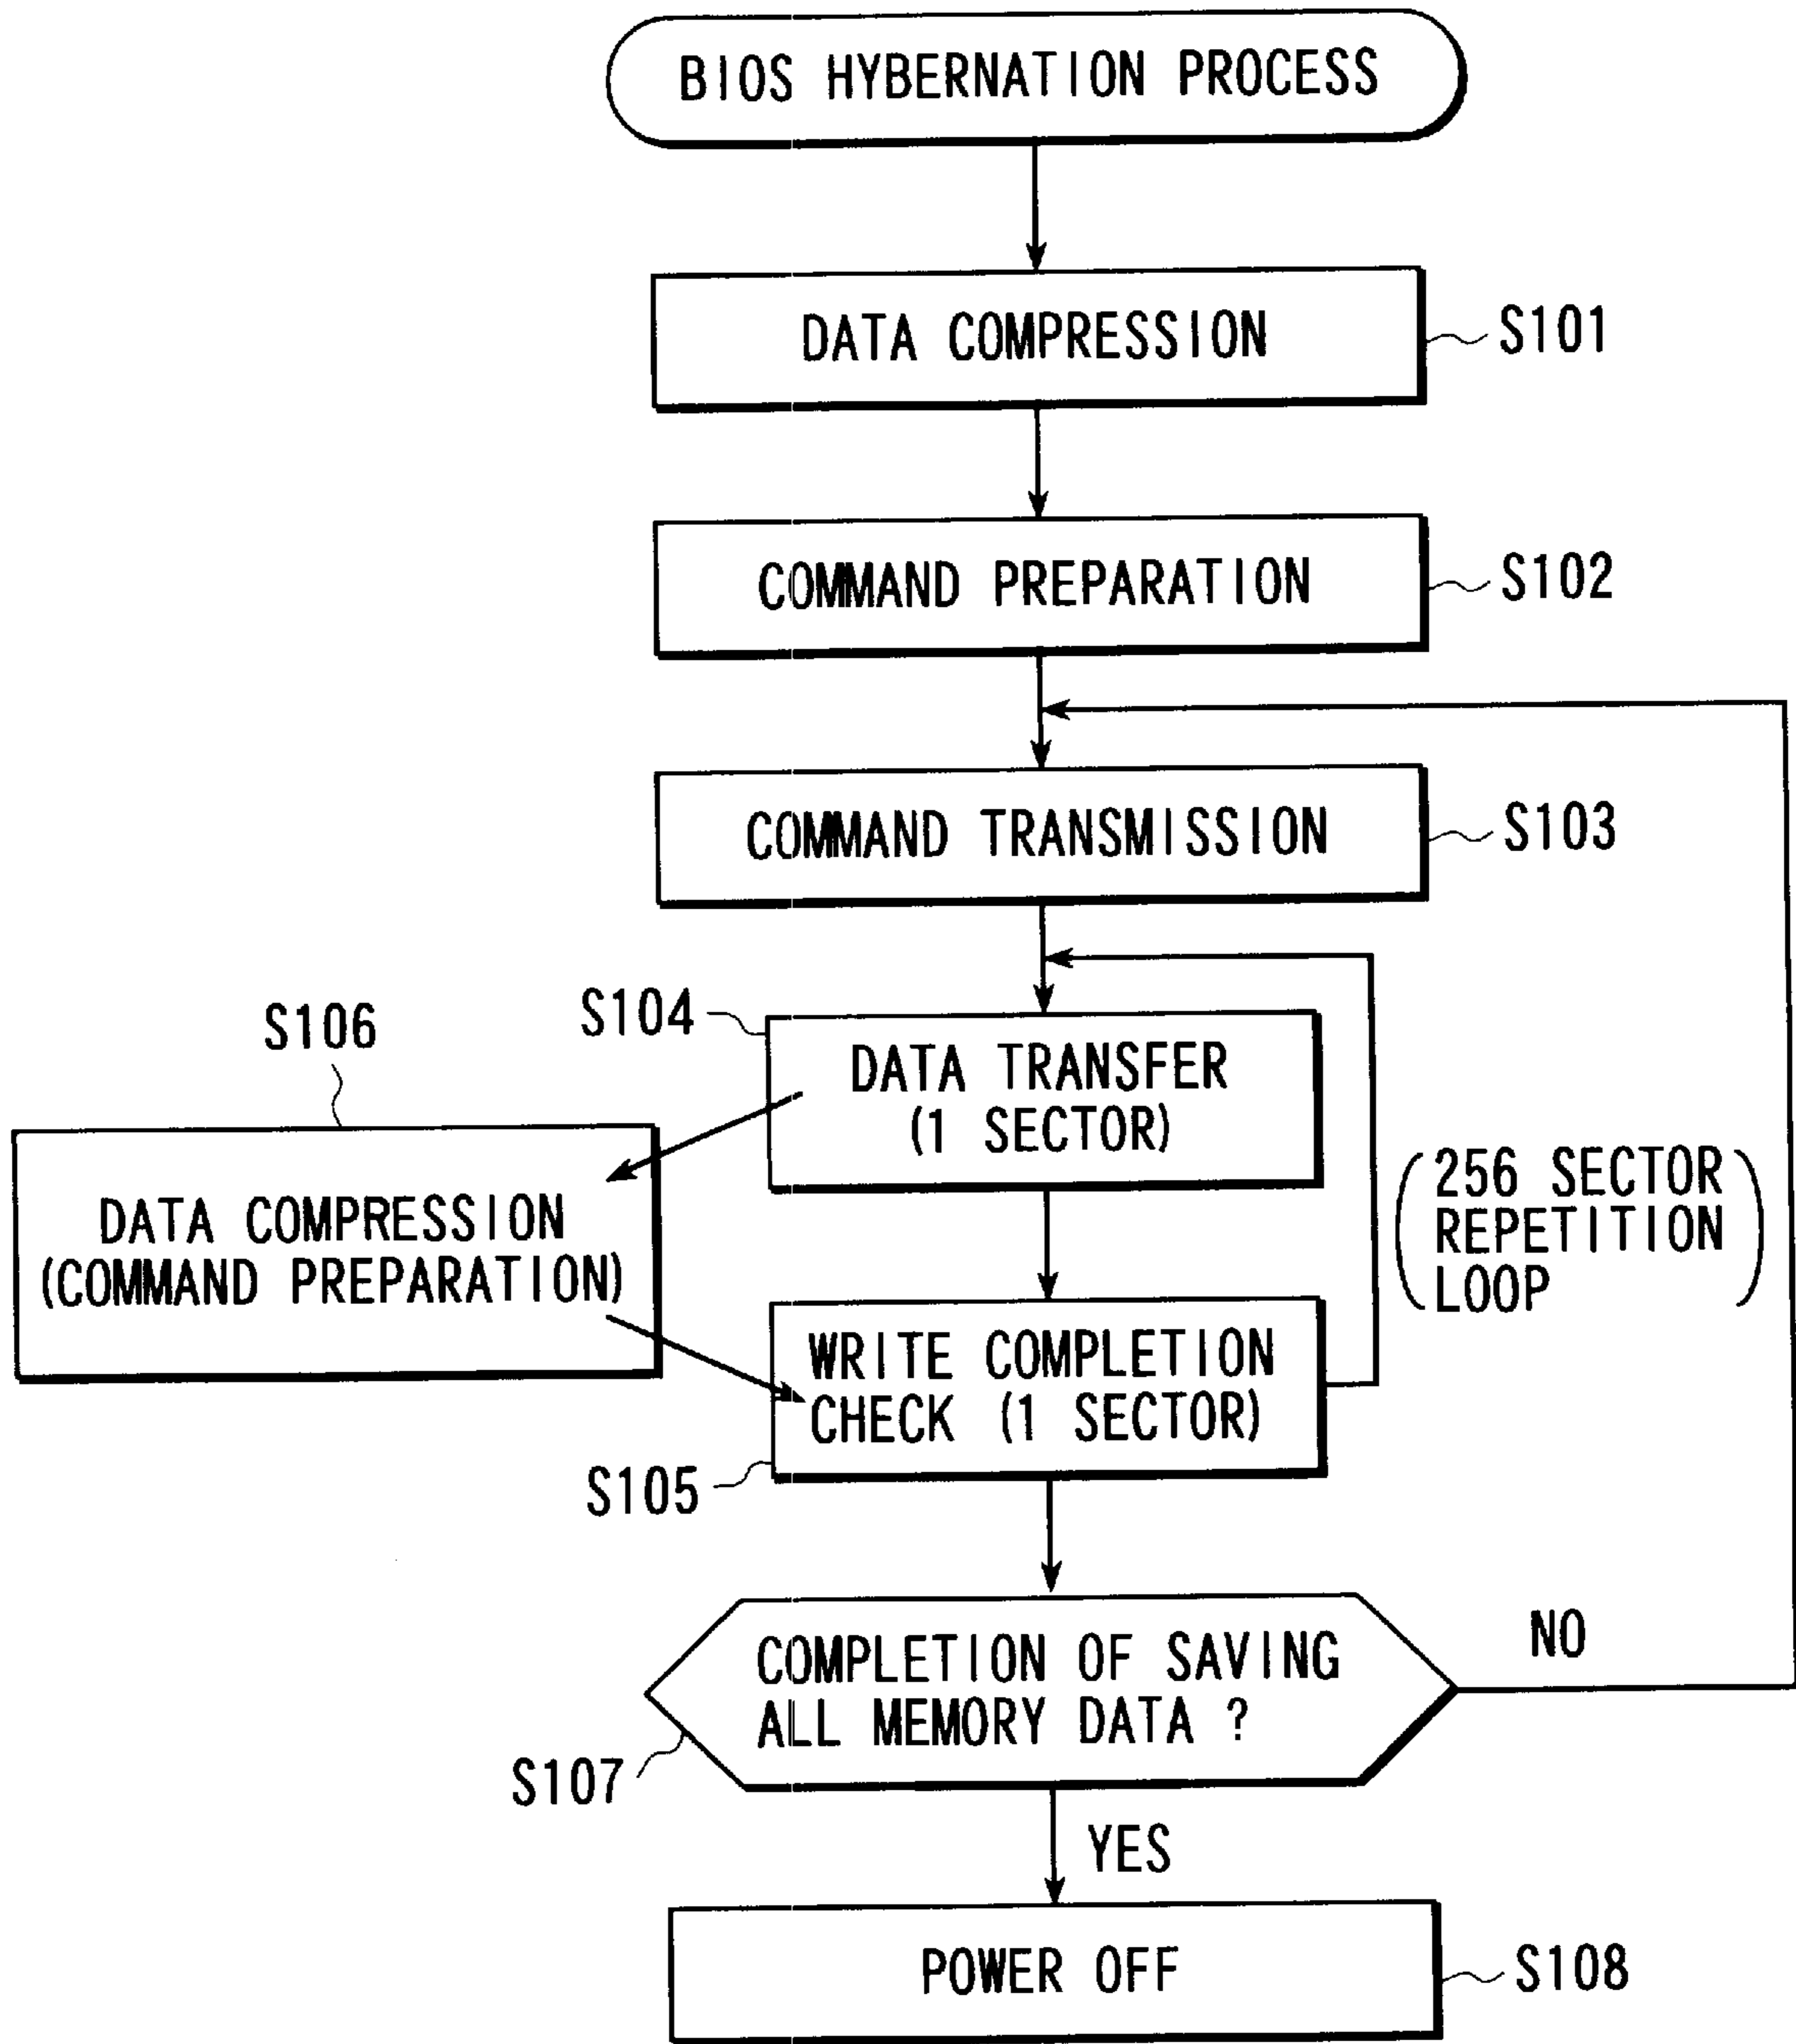 BIOS HYBERNATION PROCESS
DATA COMPRESSION
S101
COMMAND PREPARATION
S102
COMMAND TRANSMISSION
S103
S104
DATA TRANSFER
(1 SECTOR)
S106
DATA COMPRESSION
(COMMAND PREPARATION)
256 SECTOR
REPETITION
LOOP
WRITE COMPLETION
CHECK (1 SECTOR)
S105
COMPLETION OF SAVING
ALL MEMORY DATA ?
NO
S107
YES
POWER OFF
S108